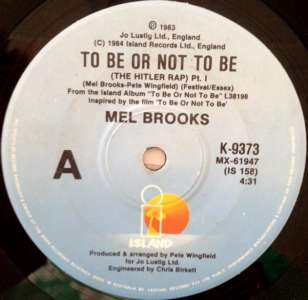 ℗ 1983
Jo Lustig Ltd., England
(C) 1984 Island Records Ltd., England
TO BE OR NOT TO BE
(THE HITLER RAP) Pt. I
(Mel Brooks-Pete Wingfield) (Festival/Essex)
From the Island Album "To Be Or Not To Be" L38196
Inspired by the film 'To Be Or Not To Be'
MEL BROOKS
A
K-9373
MX-61947
(IS 158)
4:31
ISLAND
Produced & arranged by Pete Wingfield
for Jo Lustig Ltd.
Engineered by Chris Birkett